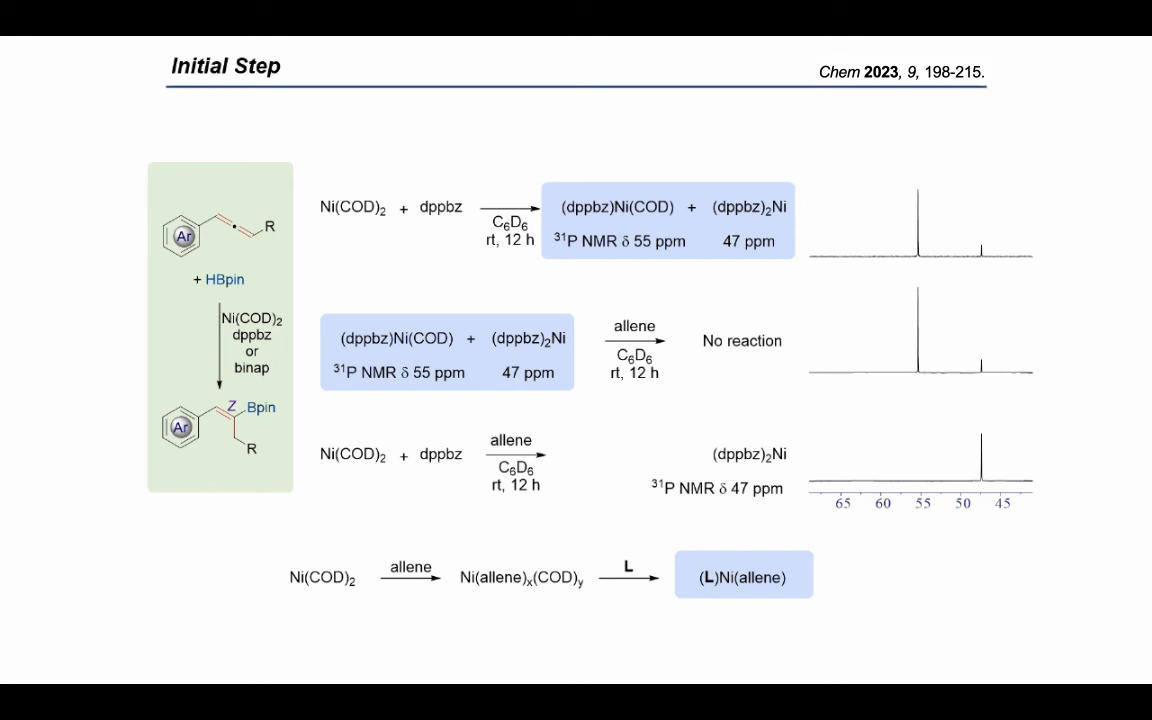 Initial Step
Chem 2023, 9, 198-215.
Ar
R
+ HBpin
Ni(COD)₂
dppbz
or
binap
Z
Bpin
Ar
R
Ni(COD)₂ + dppbz
C₆D₆
rt, 12 h
(dppbz)Ni(COD) + (dppbz)₂Ni
³¹P NMR δ 55 ppm 47 ppm
(dppbz)Ni(COD) + (dppbz)₂Ni
³¹P NMR δ 55 ppm 47 ppm
allene
C₆D₆
rt, 12 h
No reaction
Ni(COD)₂ + dppbz
allene
C₆D₆
rt, 12 h
(dppbz)₂Ni
³¹P NMR δ 47 ppm
65 60 55 50 45
Ni(COD)₂
allene
Ni(allene)ₓ(COD)ᵧ
L
(L)Ni(allene)